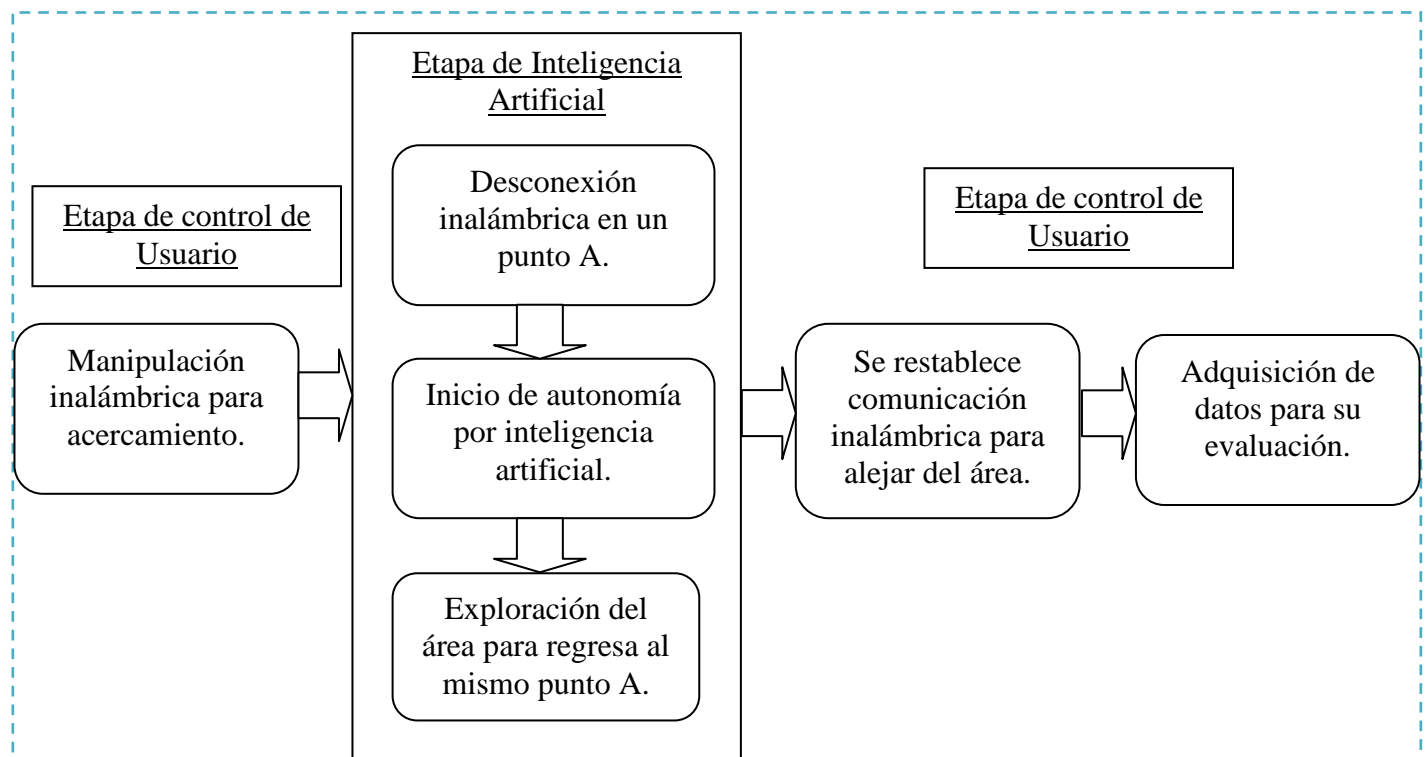 Etapa de control de
Usuario
Manipulación
inalámbrica para
acercamiento.
Etapa de Inteligencia
Artificial
Desconexión
inalámbrica en un
punto A.
Inicio de autonomía
por inteligencia
artificial.
Exploración del
área para regresa al
mismo punto A.
Etapa de control de
Usuario
Se restablece
comunicación
inalámbrica para
alejar del área.
Adquisición de
datos para su
evaluación.